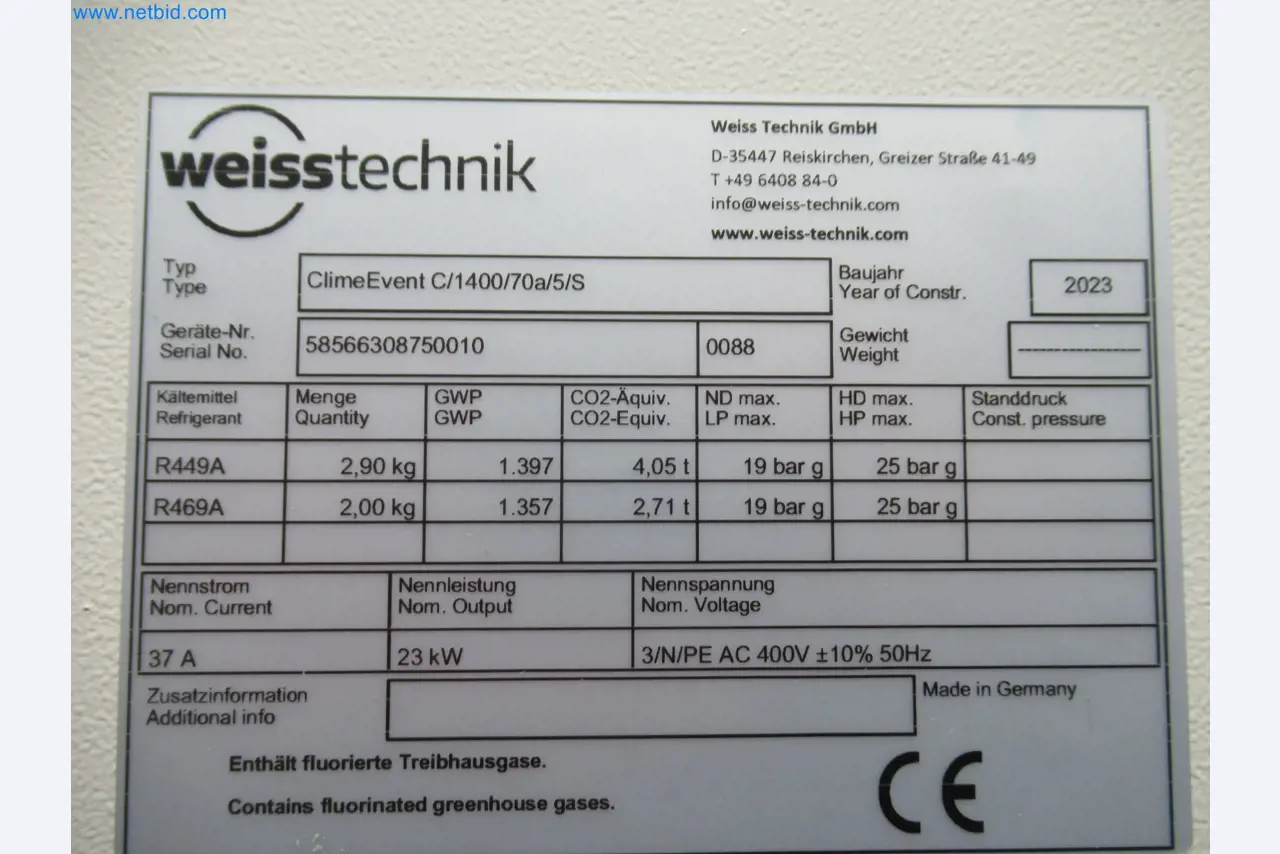 www.netbid.com
weisstechnik
Weiss Technik GmbH
D-35447 Reiskirchen, Greizer Straße 41-49
T +49 6408 84-0
info@weiss-technik.com
www.weiss-technik.com
Typ
Type
ClimeEvent C/1400/70a/5/S
Baujahr
Year of Constr.
2023
Geräte-Nr.
Serial No.
58566308750010
0088
Gewicht
Weight
--------------------
Kältemittel
Refrigerant
Menge
Quantity
GWP
GWP
CO2-Äquiv.
CO2-Equiv.
ND max.
LP max.
HD max.
HP max.
Standdruck
Const. pressure
R449A 2,90 kg 1.397 4,05 t 19 bar g 25 bar g
R469A 2,00 kg 1.357 2,71 t 19 bar g 25 bar g
Nennstrom
Nom. Current
Nennleistung
Nom. Output
Nennspannung
Nom. Voltage
37 A 23 kW 3/N/PE AC 400V ±10% 50Hz
Zusatzinformation
Additional info
Made in Germany
Enthält fluorierte Treibhausgase.
Contains fluorinated greenhouse gases.
CE